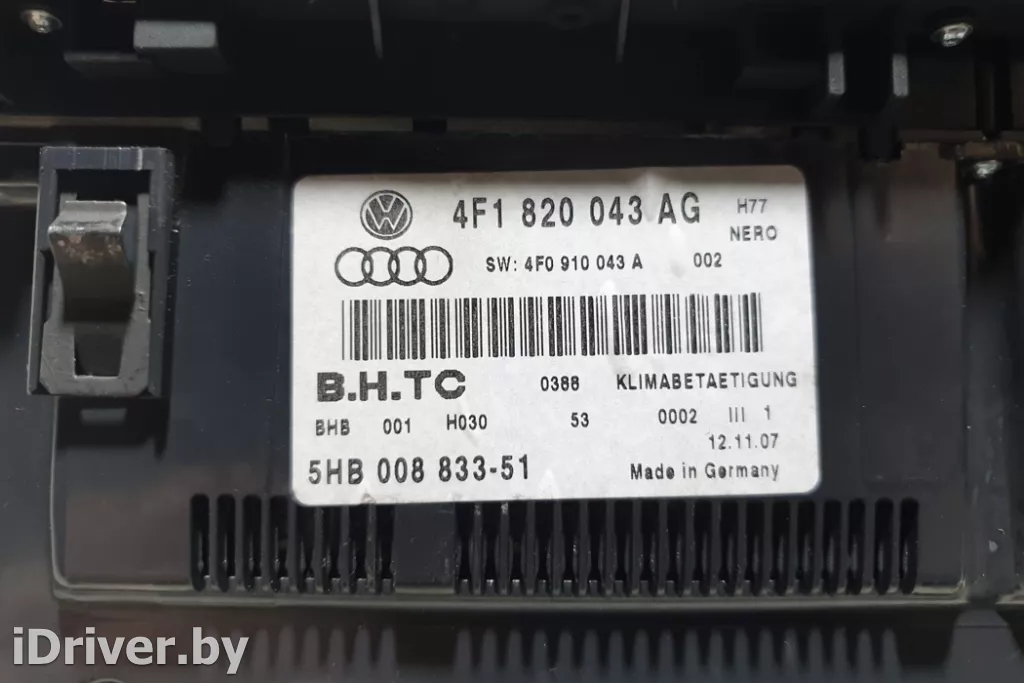 4F1 820 043 AG H77
NERO
SW: 4F0 910 043 A 002
B.H.TC 0388 KLIMABETAETIGUNG
BHB 001 H030 53 0002 III 1
12.11.07
5HB 008 833-51 Made in Germany
iDriver.by